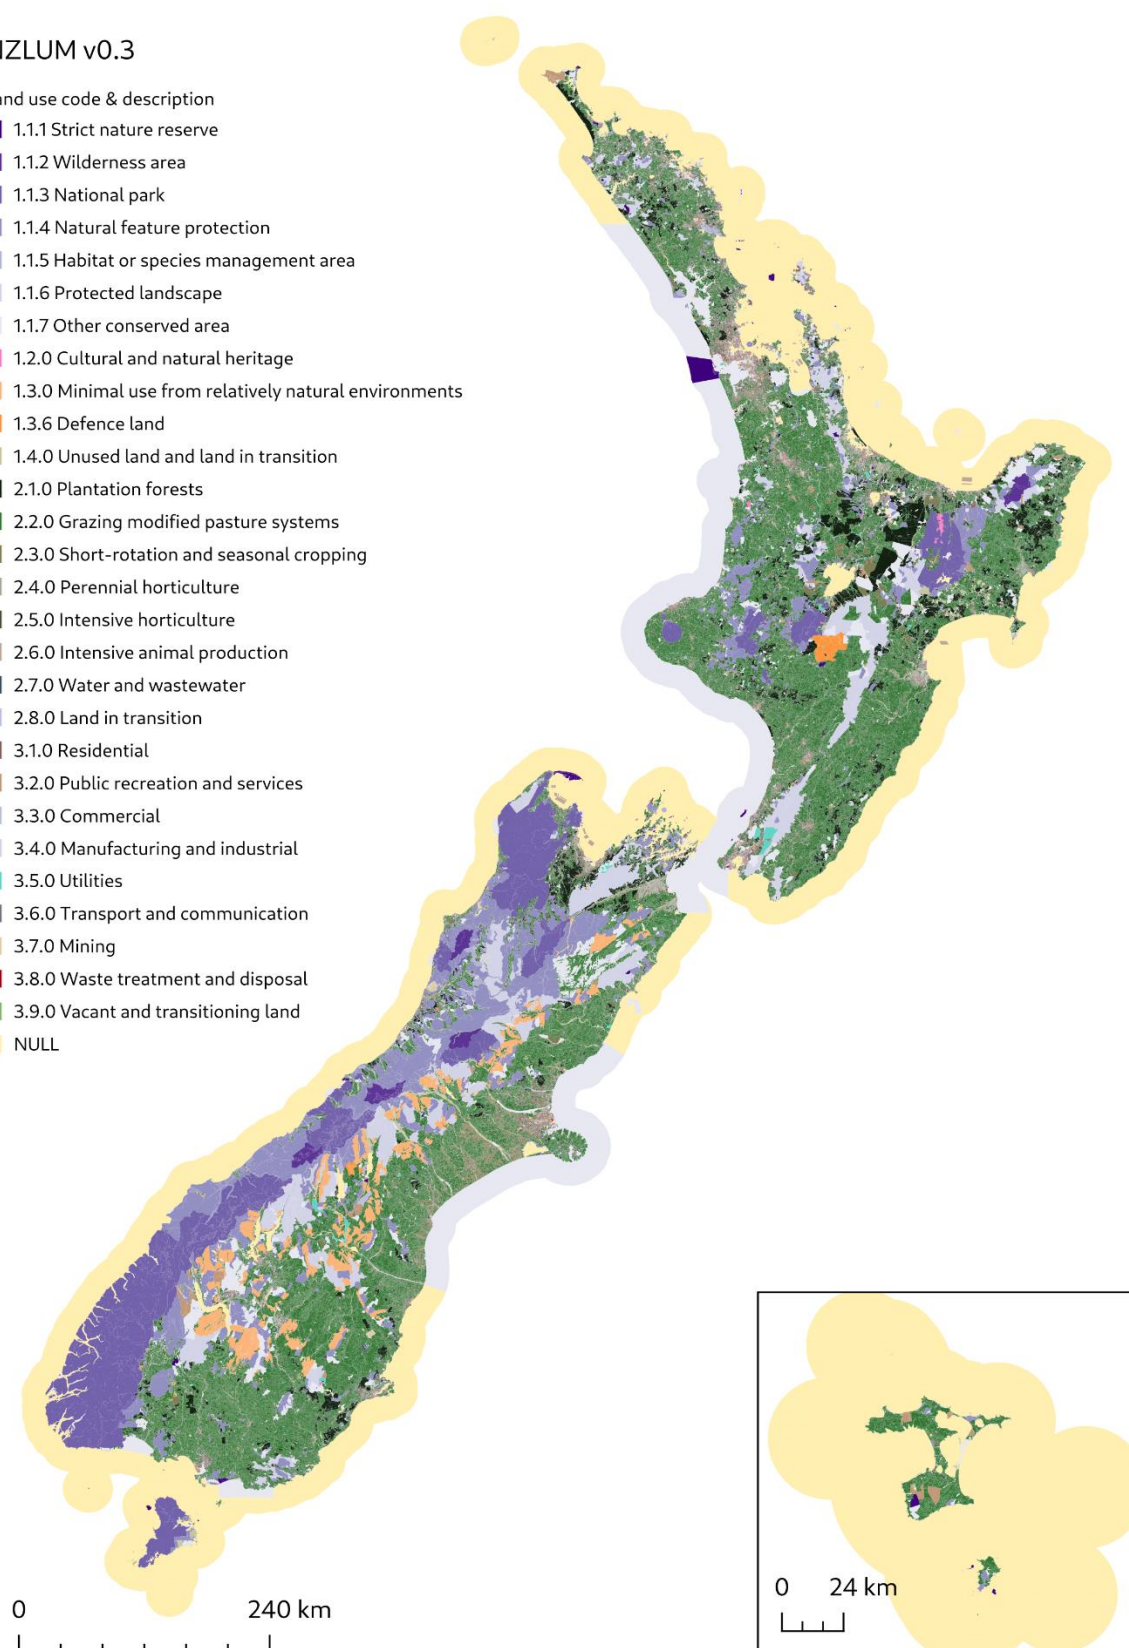 IZLUM v0.3
and use code & description
1.1.1 Strict nature reserve
1.1.2 Wilderness area
1.1.3 National park
1.1.4 Natural feature protection
1.1.5 Habitat or species management area
1.1.6 Protected landscape
1.1.7 Other conserved area
1.2.0 Cultural and natural heritage
1.3.0 Minimal use from relatively natural environments
1.3.6 Defence land
1.4.0 Unused land and land in transition
2.1.0 Plantation forests
2.2.0 Grazing modified pasture systems
2.3.0 Short-rotation and seasonal cropping
2.4.0 Perennial horticulture
2.5.0 Intensive horticulture
2.6.0 Intensive animal production
2.7.0 Water and wastewater
2.8.0 Land in transition
3.1.0 Residential
3.2.0 Public recreation and services
3.3.0 Commercial
3.4.0 Manufacturing and industrial
3.5.0 Utilities
3.6.0 Transport and communication
3.7.0 Mining
3.8.0 Waste treatment and disposal
3.9.0 Vacant and transitioning land
NULL
0 24 km
0 240 km